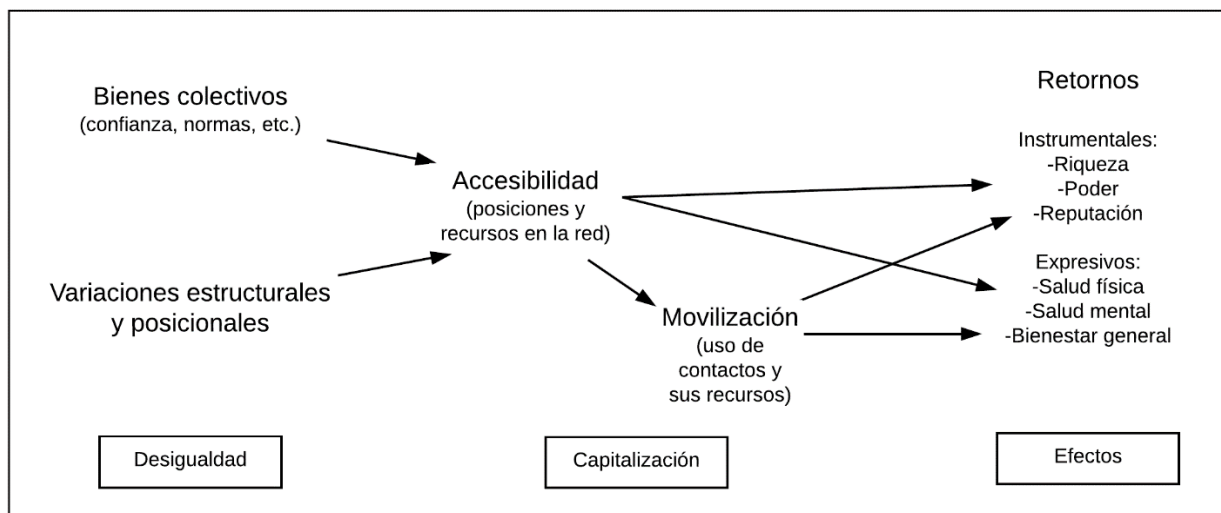 Bienes colectivos
(confianza, normas, etc.)
Variaciones estructurales
y posicionales
Desigualdad
Accesibilidad
(posiciones y
recursos en la red)
Movilización
(uso de
contactos y
sus recursos)
Capitalización
Retornos
Instrumentales:
-Riqueza
-Poder
-Reputación
Expresivos:
-Salud física
-Salud mental
-Bienestar general
Efectos